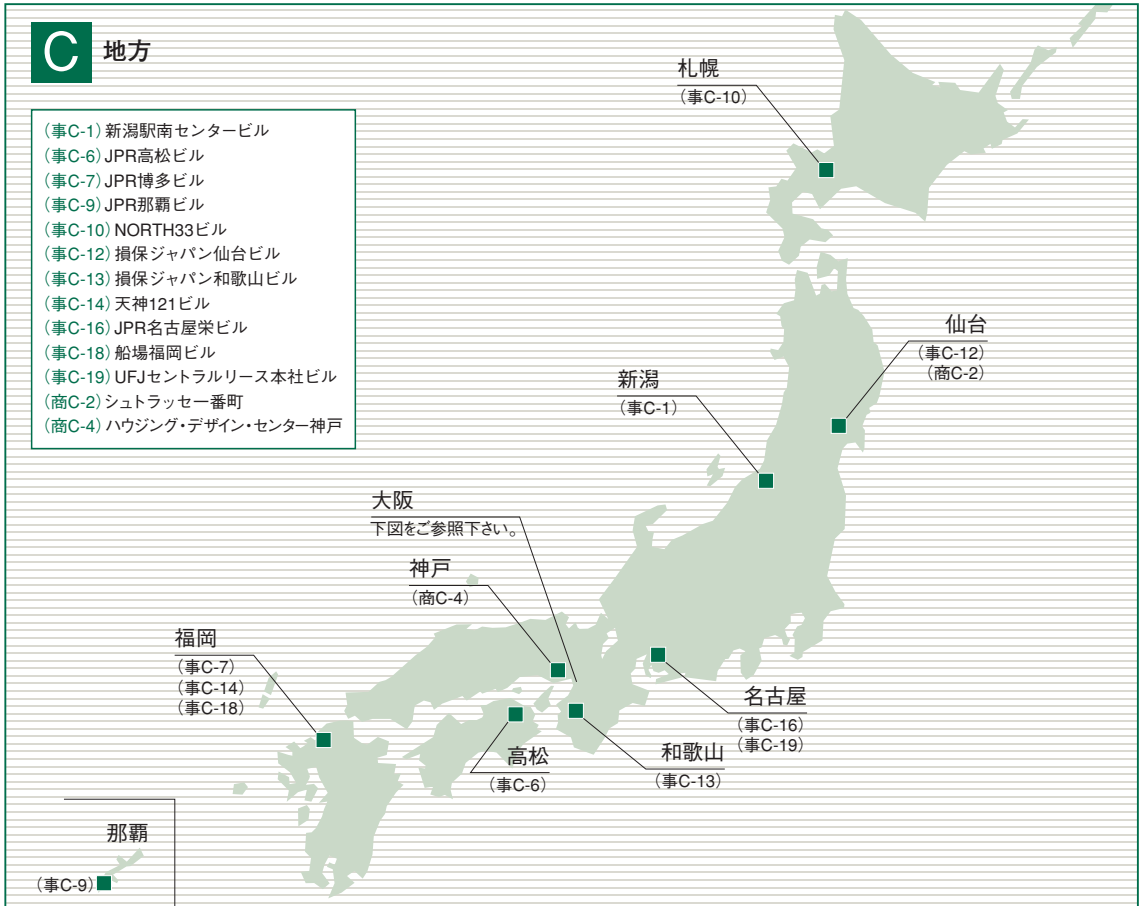 C 地方
(事C-1) 新潟駅南センタービル
(事C-6) JPR高松ビル
(事C-7) JPR博多ビル
(事C-9) JPR那覇ビル
(事C-10) NORTH33ビル
(事C-12) 損保ジャパン仙台ビル
(事C-13) 損保ジャパン和歌山ビル
(事C-14) 天神121ビル
(事C-16) JPR名古屋栄ビル
(事C-18) 船場福岡ビル
(事C-19) UFJセントラルリース本社ビル
(商C-2) シュトラッセ一番町
(商C-4) ハウジング・デザイン・センター神戸
札幌
(事C-10)
仙台
(事C-12)
(商C-2)
新潟
(事C-1)
大阪
下図をご参照下さい。
神戸
(商C-4)
福岡
(事C-7)
(事C-14)
(事C-18)
名古屋
(事C-16)
(事C-19)
和歌山
(事C-13)
高松
(事C-6)
那覇
(事C-9)